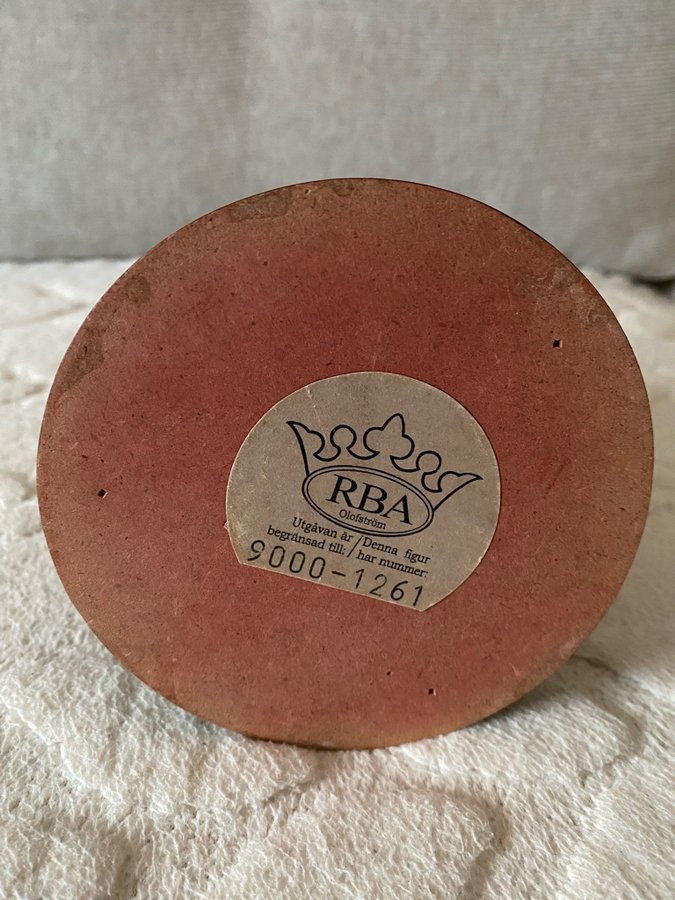 RBA
Olofström
Utgåvan är / Denna figur
begränsad till: / har nummer:
9000-1261